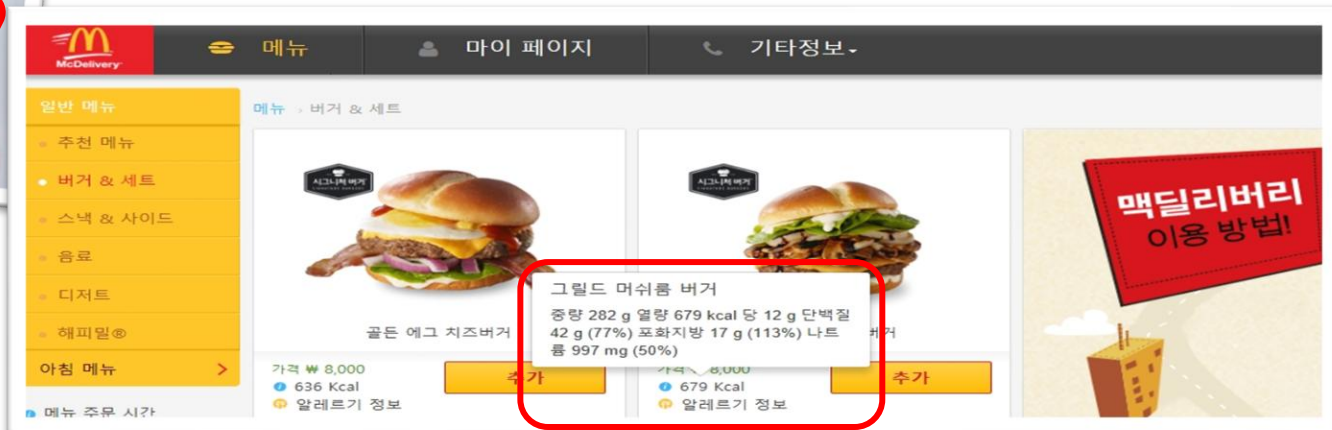 McDelivery
메뉴
마이 페이지
기타정보
일반 메뉴
추천 메뉴
버거 & 세트
스낵 & 사이드
음료
디저트
해피밀®
아침 메뉴 >
메뉴 주문 시간
메뉴 › 버거 & 세트
시그니처 버거
골든 에그 치즈버거
가격 ₩ 8,000
636 Kcal
알레르기 정보
추가
시그니처 버거
그릴드 머쉬룸 버거
중량 282 g 열량 679 kcal 당 12 g 단백질
42 g (77%) 포화지방 17 g (113%) 나트
륨 997 mg (50%)
버거
가격 8,000
679 Kcal
알레르기 정보
추가
맥딜리버리
이용 방법!